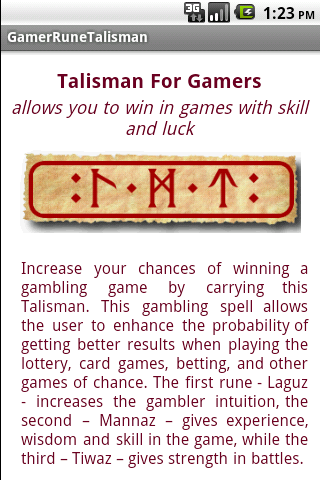 3G
1:23 PM
GamerRuneTalisman
Talisman For Gamers
allows you to win in games with skill
and luck
:ᚳ·ᛗ·ᛏ:
Increase your chances of winning a
gambling game by carrying this
Talisman. This gambling spell allows
the user to enhance the probability of
getting better results when playing the
lottery, card games, betting, and other
games of chance. The first rune - Laguz
- increases the gambler intuition, the
second – Mannaz – gives experience,
wisdom and skill in the game, while the
third – Tiwaz – gives strength in battles.